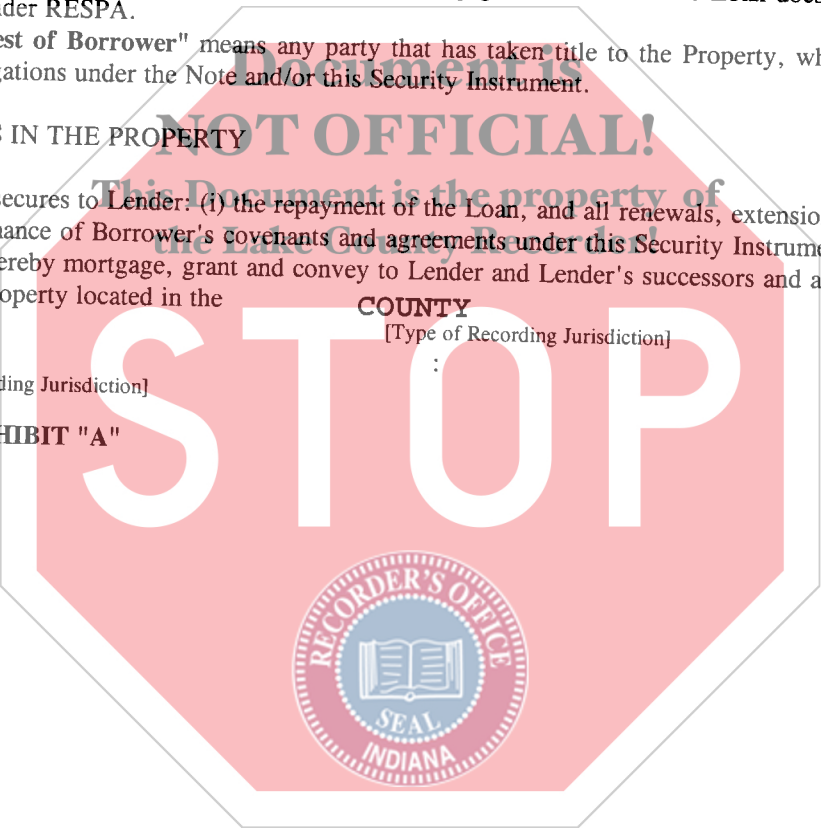 der RESPA.
est of Borrower" means any party that has taken title to the Property, wh
gations under the Note and/or this Security Instrument.
Document is
NOT OFFICIAL!
IN THE PROPERTY
This Document is the property of
the Lake County Recorder!
ecures to Lender: (i) the repayment of the Loan, and all renewals, extensio
ance of Borrower's covenants and agreements under this Security Instrume
ereby mortgage, grant and convey to Lender and Lender's successors and a
operty located in the COUNTY
[Type of Recording Jurisdiction]
:
ding Jurisdiction]
HIBIT "A"
STOP
RECORDER'S OFFICE
SEAL
INDIANA